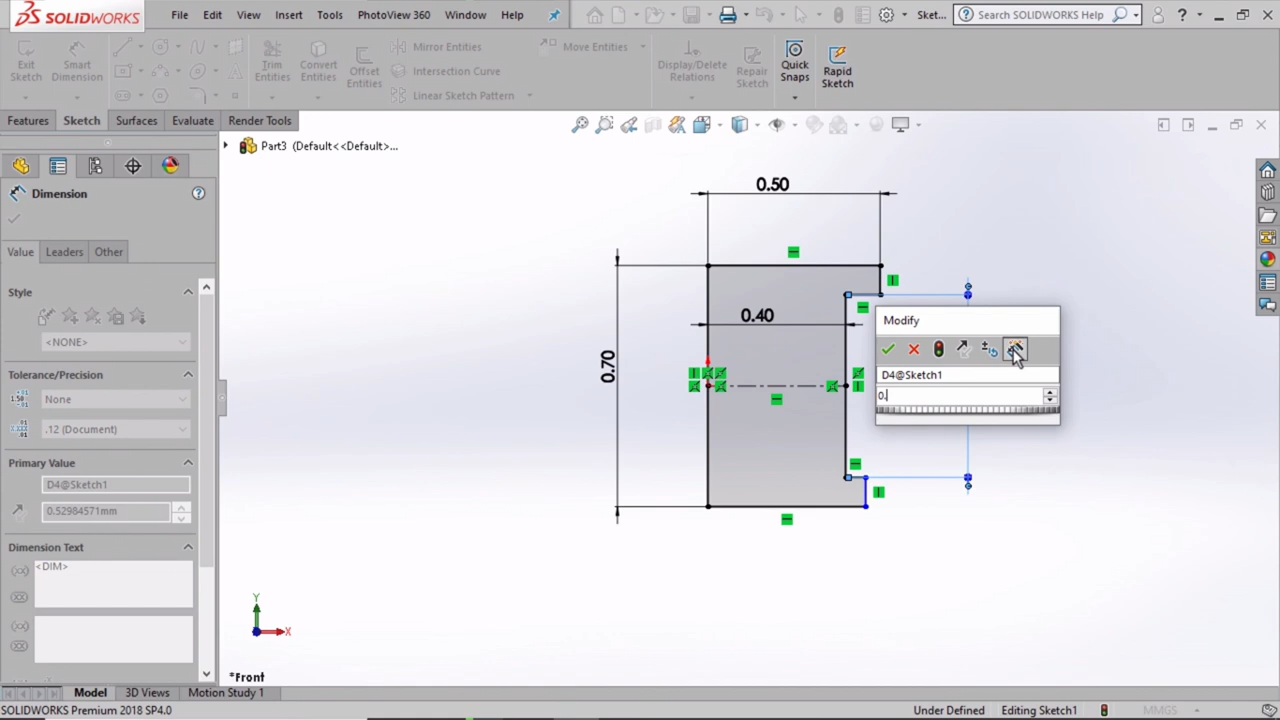 SOLIDWORKS File Edit View Insert Tools PhotoView 360 Window Help Sket... Search SOLIDWORKS Help ?
Exit Sketch
Smart Dimension
Trim Entities
Convert Entities
Offset Entities
Mirror Entities
Intersection Curve
Linear Sketch Pattern
Move Entities
Display/Delete Relations
Repair Sketch
Quick Snaps
Rapid Sketch
Features Sketch Surfaces Evaluate Render Tools
Part3 (Default<<Default>...
Dimension ?
Value Leaders Other
Style
<NONE>
Tolerance/Precision
None
.12 (Document)
Primary Value
D4@Sketch1
0.52984571mm
Dimension Text
<DIM>
0.50
0.40
0.70
Modify
D4@Sketch1
0.
Y
X
*Front
Model 3D Views Motion Study 1
SOLIDWORKS Premium 2018 SP4.0 Under Defined Editing Sketch1 MMGS